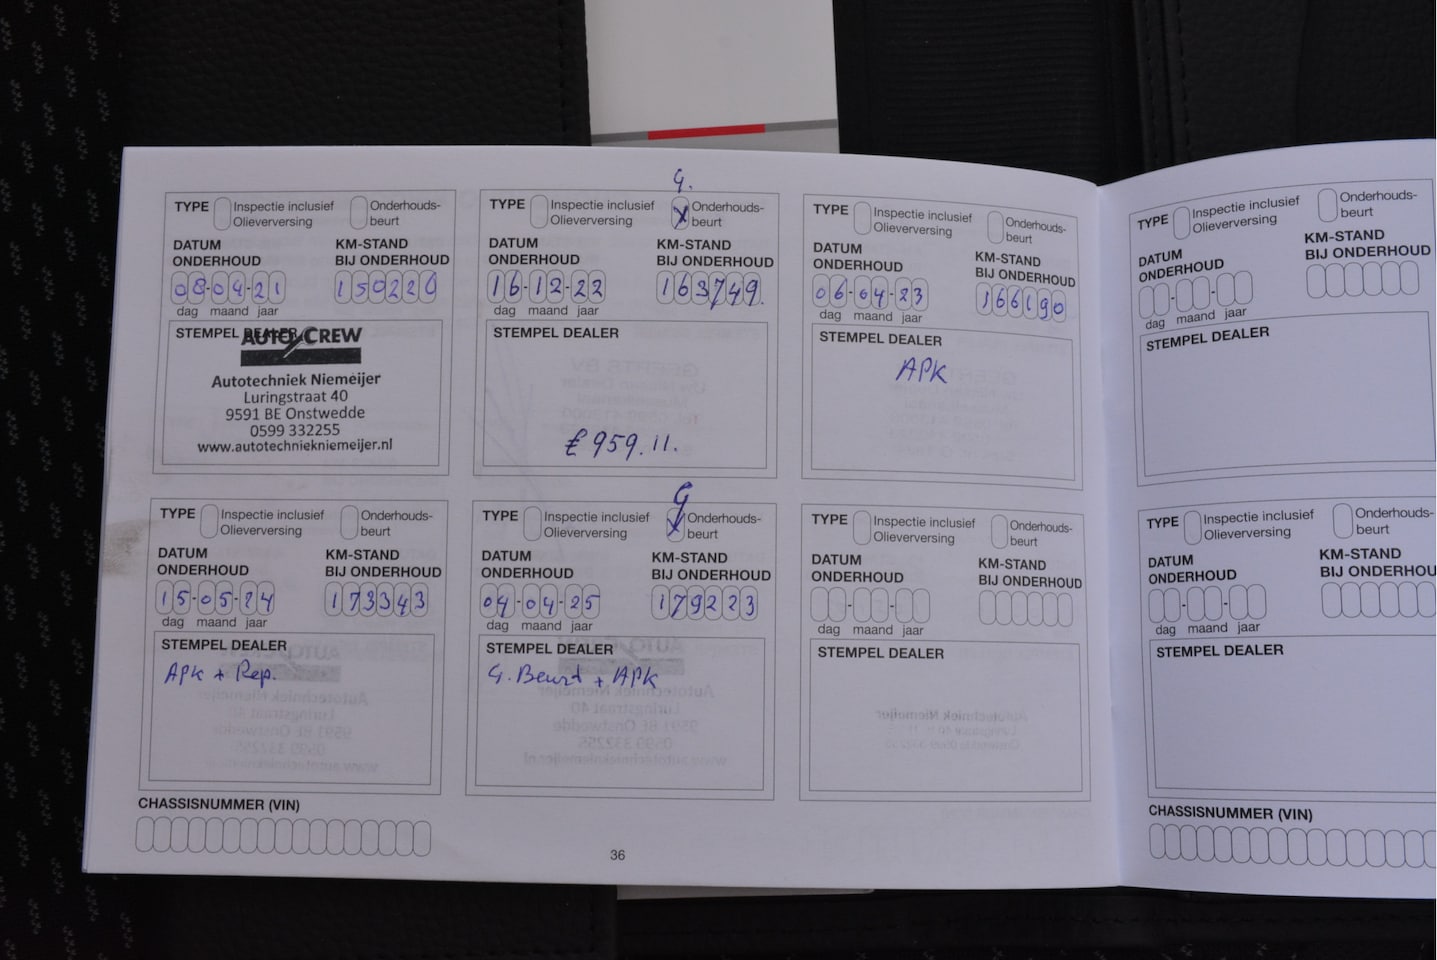 TYPE Inspectie inclusief Olieverversing Onderhouds-beurt
DATUM ONDERHOUD KM-STAND BIJ ONDERHOUD
08-04-21 150220
dag maand jaar
STEMPEL DEALER
AUTO CREW
Autotechniek Niemeijer
Luringstraat 40
9591 BE Onstwedde
0599 332255
www.autotechniekniemeijer.nl
G.
TYPE Inspectie inclusief Olieverversing X Onderhouds-beurt
DATUM ONDERHOUD KM-STAND BIJ ONDERHOUD
16-12-22 163749.
dag maand jaar
STEMPEL DEALER
€959.11.
TYPE Inspectie inclusief Olieverversing Onderhouds-beurt
DATUM ONDERHOUD KM-STAND BIJ ONDERHOUD
06-04-23 166190
dag maand jaar
STEMPEL DEALER
APK
TYPE Inspectie inclusief Olieverversing Onderhouds-beurt
DATUM ONDERHOUD KM-STAND BIJ ONDERHOUD
15-05-24 173343
dag maand jaar
STEMPEL DEALER
APK + Rep.
G
TYPE Inspectie inclusief Olieverversing Onderhouds-beurt
DATUM ONDERHOUD KM-STAND BIJ ONDERHOUD
04-04-25 179223
dag maand jaar
STEMPEL DEALER
G. Beurt + APK
TYPE Inspectie inclusief Olieverversing Onderhouds-beurt
DATUM ONDERHOUD KM-STAND BIJ ONDERHOUD
dag maand jaar
STEMPEL DEALER
CHASSISNUMMER (VIN)
36
TYPE Inspectie inclusief Olieverversing Onderhouds-beurt
DATUM ONDERHOUD KM-STAND BIJ ONDERHOUD
dag maand jaar
STEMPEL DEALER
TYPE Inspectie inclusief Olieverversing Onderhouds-beurt
DATUM ONDERHOUD KM-STAND BIJ ONDERHOU
dag maand jaar
STEMPEL DEALER
CHASSISNUMMER (VIN)